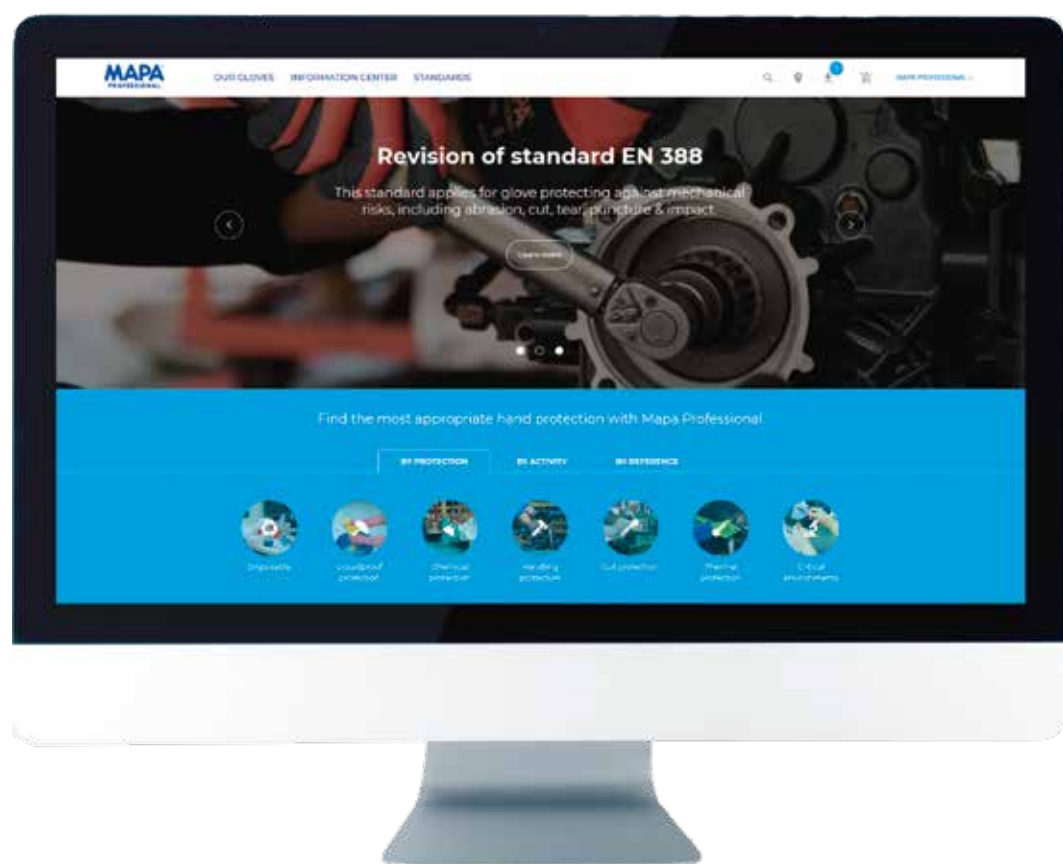 MAPA
PROFESSIONAL
OUR GLOVES INFORMATION CENTER STANDARDS
MAPA PROFESSIONAL
Revision of standard EN 388
This standard applies for glove protecting against mechanical
risks, including abrasion, cut, tear, puncture & impact.
Learn more
Find the most appropriate hand protection with Mapa Professional
BY PROTECTION BY ACTIVITY BY REFERENCE
Disposable Liquidproof Chemical Handling Cut protection Thermal Critical
protection protection protection protection environments